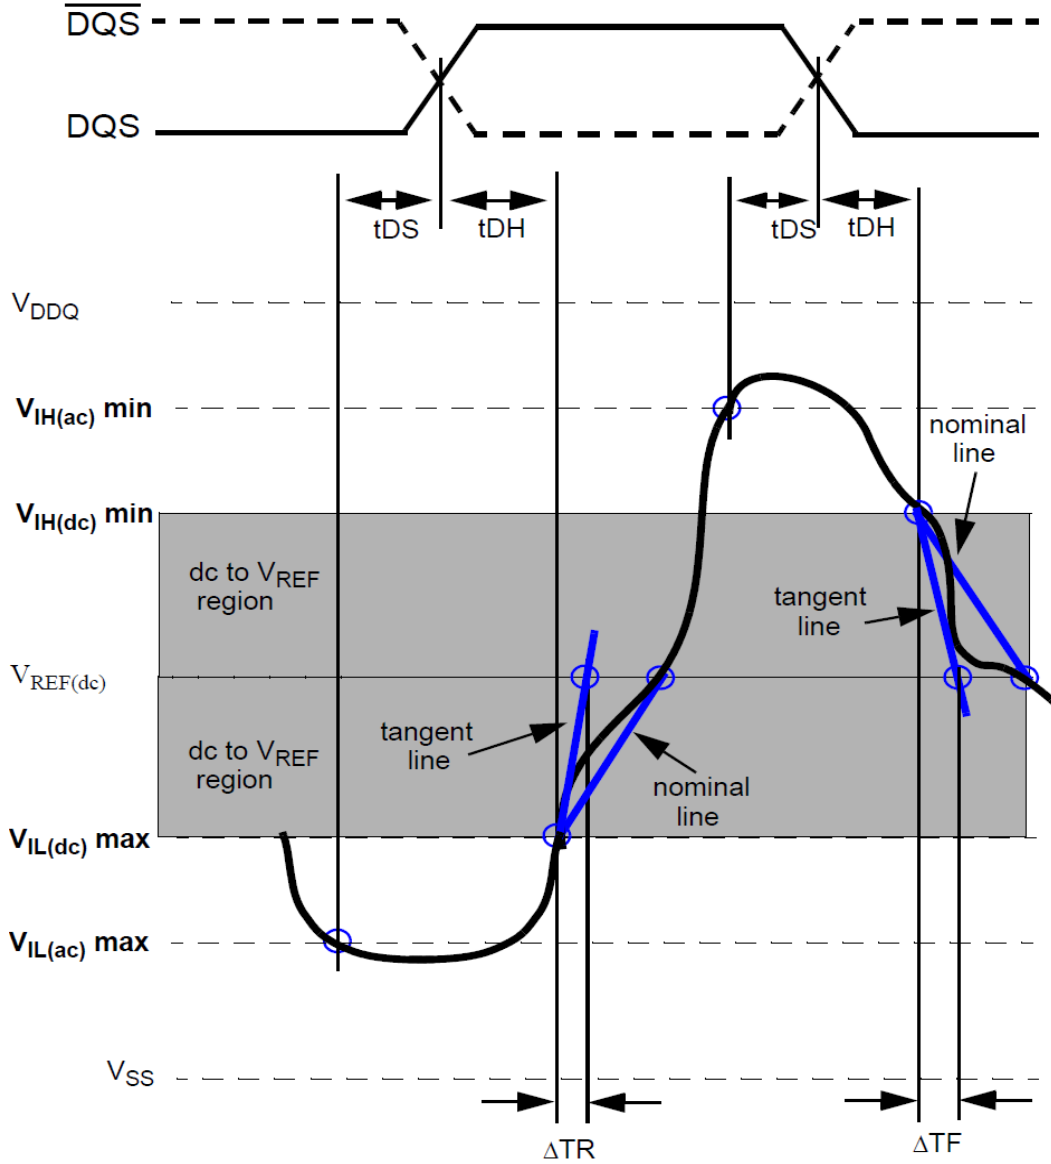 DQS
DQS
tDS
tDH
tDS
tDH
VDDQ
VIH(ac) min
nominal
line
VIH(dc) min
dc to VREF
region
tangent
line
VREF(dc)
tangent
line
dc to VREF
region
nominal
line
VIL(dc) max
VIL(ac) max
VSS
ΔTR
ΔTF